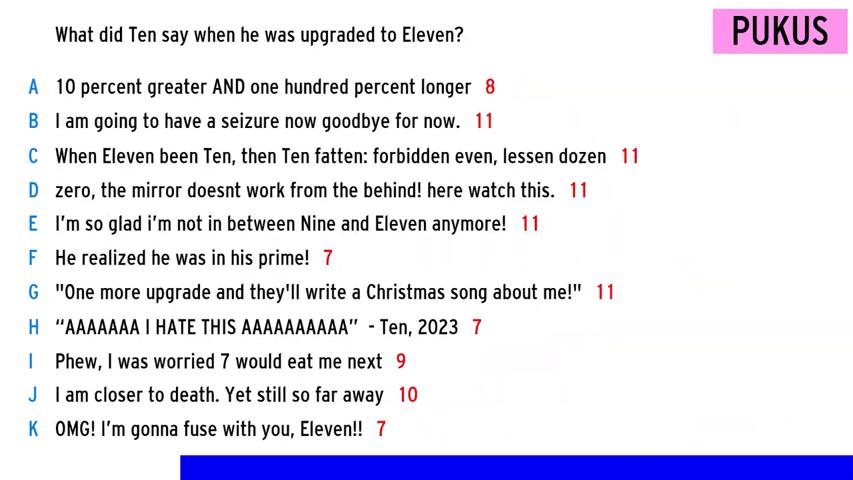 What did Ten say when he was upgraded to Eleven?
PUKUS
A 10 percent greater AND one hundred percent longer 8
B I am going to have a seizure now goodbye for now. 11
C When Eleven been Ten, then Ten fatten: forbidden even, lessen dozen 11
D zero, the mirror doesnt work from the behind! here watch this. 11
E I'm so glad i'm not in between Nine and Eleven anymore! 11
F He realized he was in his prime! 7
G "One more upgrade and they'll write a Christmas song about me!" 11
H “AAAAAAA I HATE THIS AAAAAAAAAA” - Ten, 2023 7
I Phew, I was worried 7 would eat me next 9
J I am closer to death. Yet still so far away 10
K OMG! I'm gonna fuse with you, Eleven!! 7